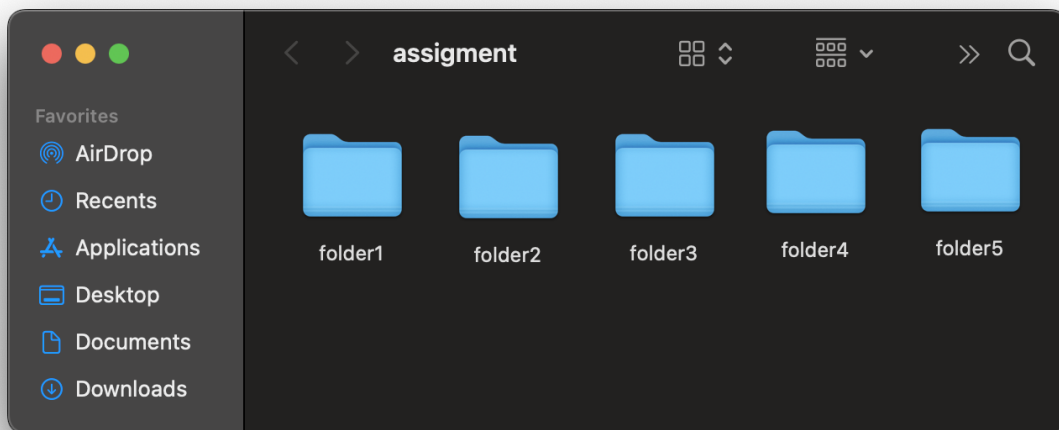 assigment
Favorites
AirDrop
Recents
Applications
Desktop
Documents
Downloads
folder1
folder2
folder3
folder4
folder5